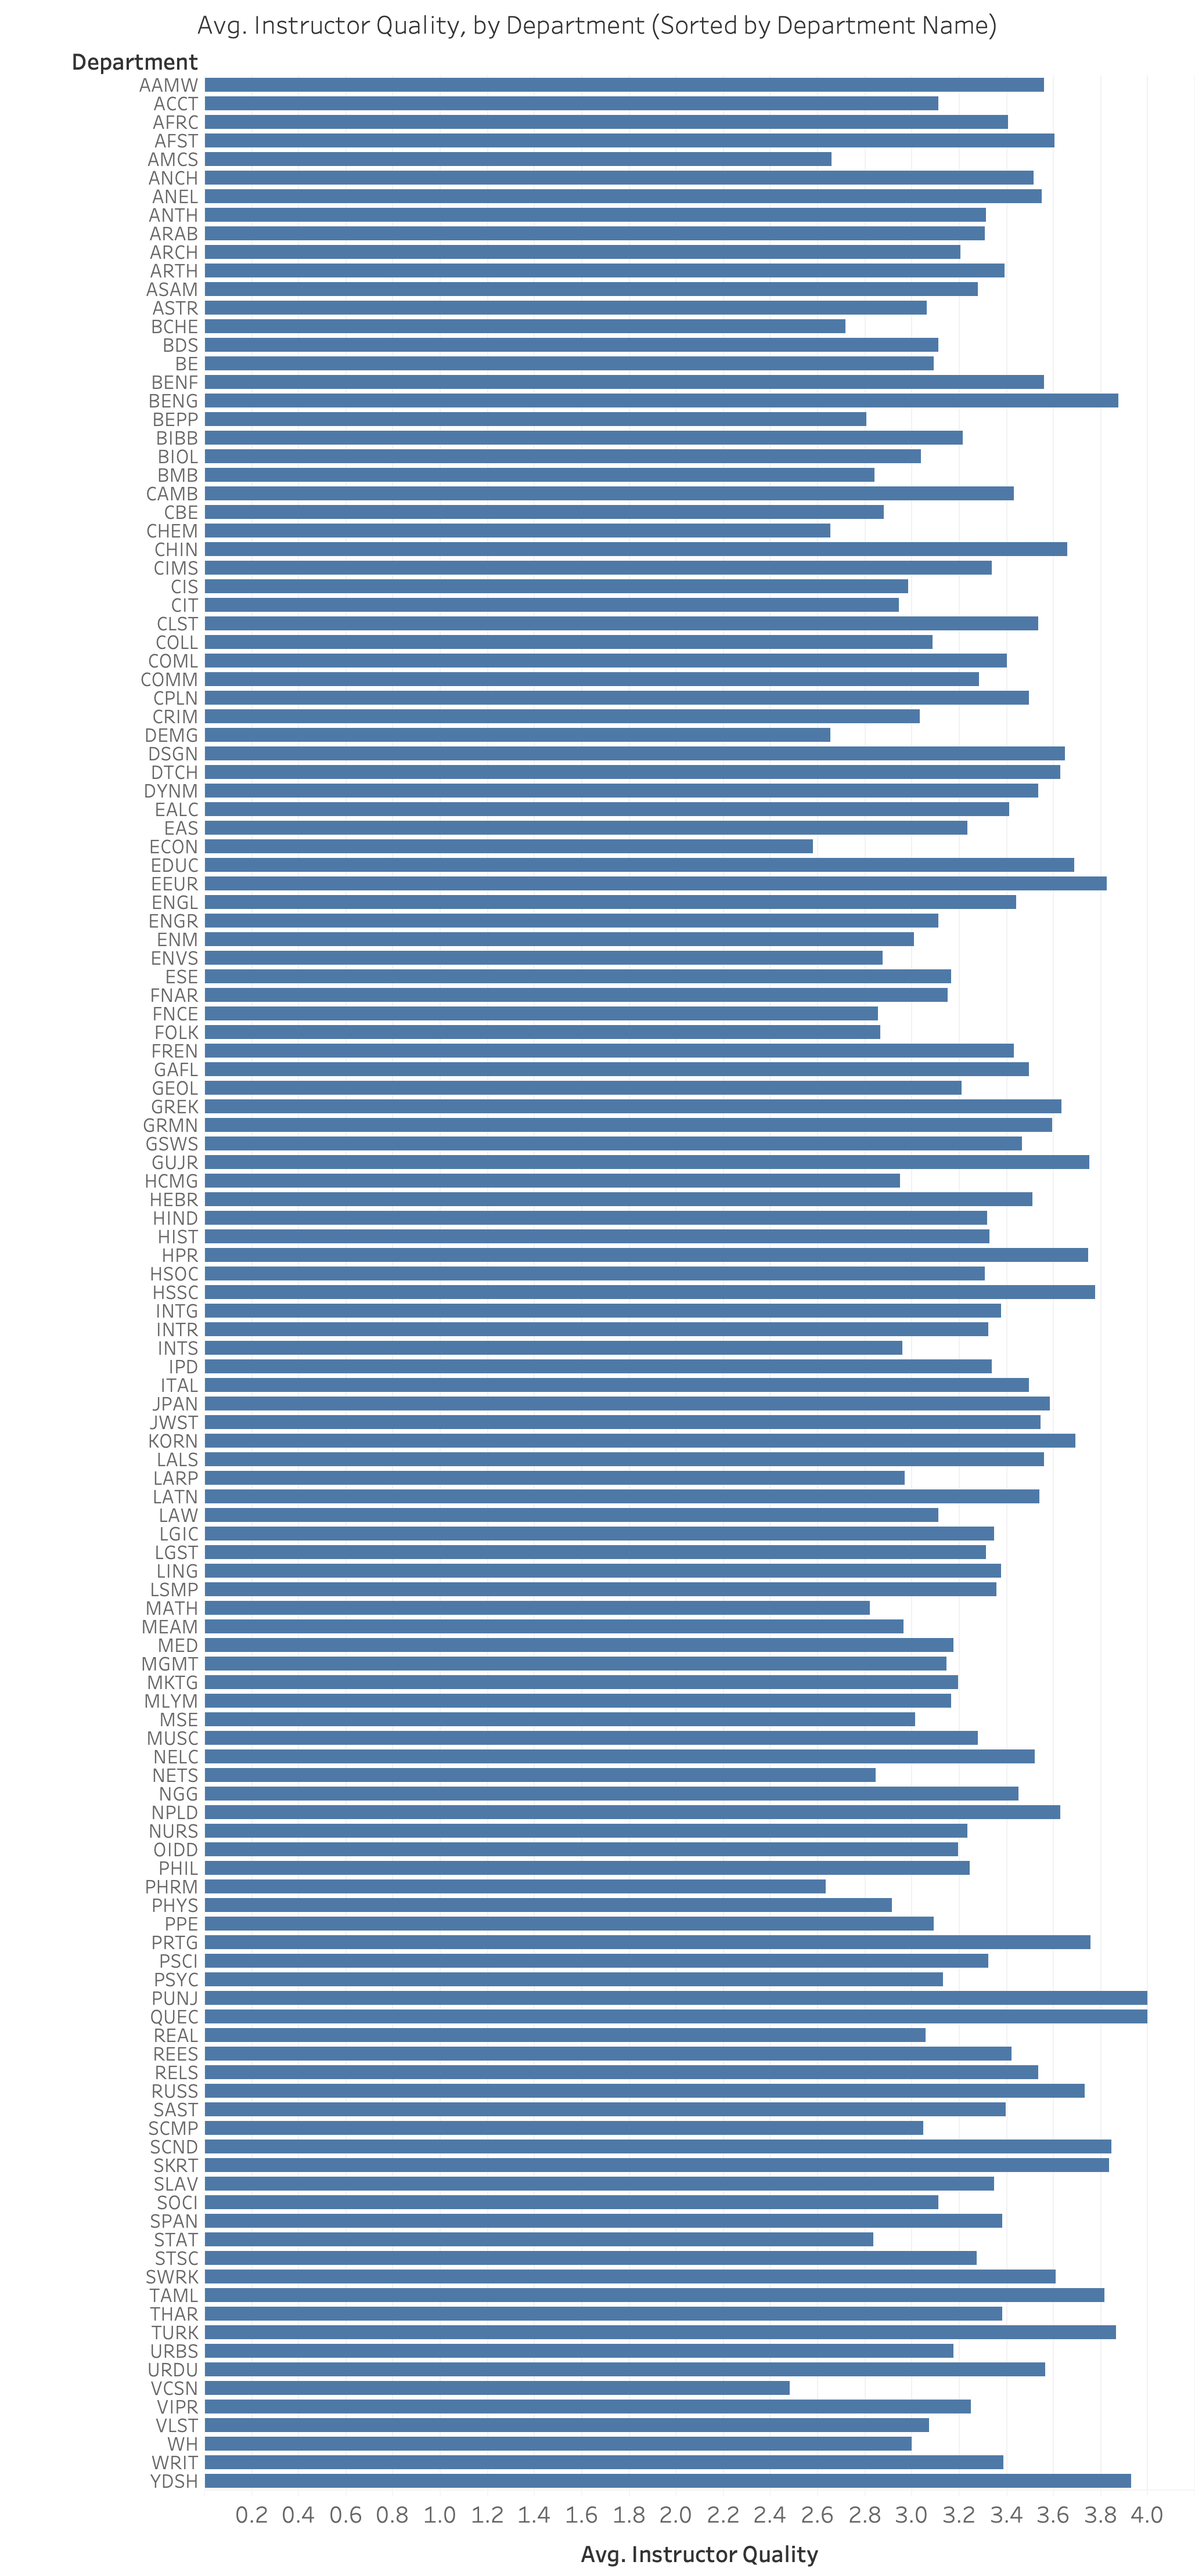 Avg. Instructor Quality, by Department (Sorted by Department Name)
Department
AAMW
ACCT
AFRC
AFST
AMCS
ANCH
ANEL
ANTH
ARAB
ARCH
ARTH
ASAM
ASTR
BCHE
BDS
BE
BENF
BENG
BEPP
BIBB
BIOL
BMB
CAMB
CBE
CHEM
CHIN
CIMS
CIS
CIT
CLST
COLL
COML
COMM
CPLN
CRIM
DEMG
DSGN
DTCH
DYNM
EALC
EAS
ECON
EDUC
EEUR
ENGL
ENGR
ENM
ENVS
ESE
FNAR
FNCE
FOLK
FREN
GAFL
GEOL
GREK
GRMN
GSWS
GUJR
HCMG
HEBR
HIND
HIST
HPR
HSOC
HSSC
INTG
INTR
INTS
IPD
ITAL
JPAN
JWST
KORN
LALS
LARP
LATN
LAW
LGIC
LGST
LING
LSMP
MATH
MEAM
MED
MGMT
MKTG
MLYM
MSE
MUSC
NELC
NETS
NGG
NPLD
NURS
OIDD
PHIL
PHRM
PHYS
PPE
PRTG
PSCI
PSYC
PUNJ
QUEC
REAL
REES
RELS
RUSS
SAST
SCMP
SCND
SKRT
SLAV
SOCI
SPAN
STAT
STSC
SWRK
TAML
THAR
TURK
URBS
URDU
VCSN
VIPR
VLST
WH
WRIT
YDSH
0.2 0.4 0.6 0.8 1.0 1.2 1.4 1.6 1.8 2.0 2.2 2.4 2.6 2.8 3.0 3.2 3.4 3.6 3.8 4.0
Avg. Instructor Quality